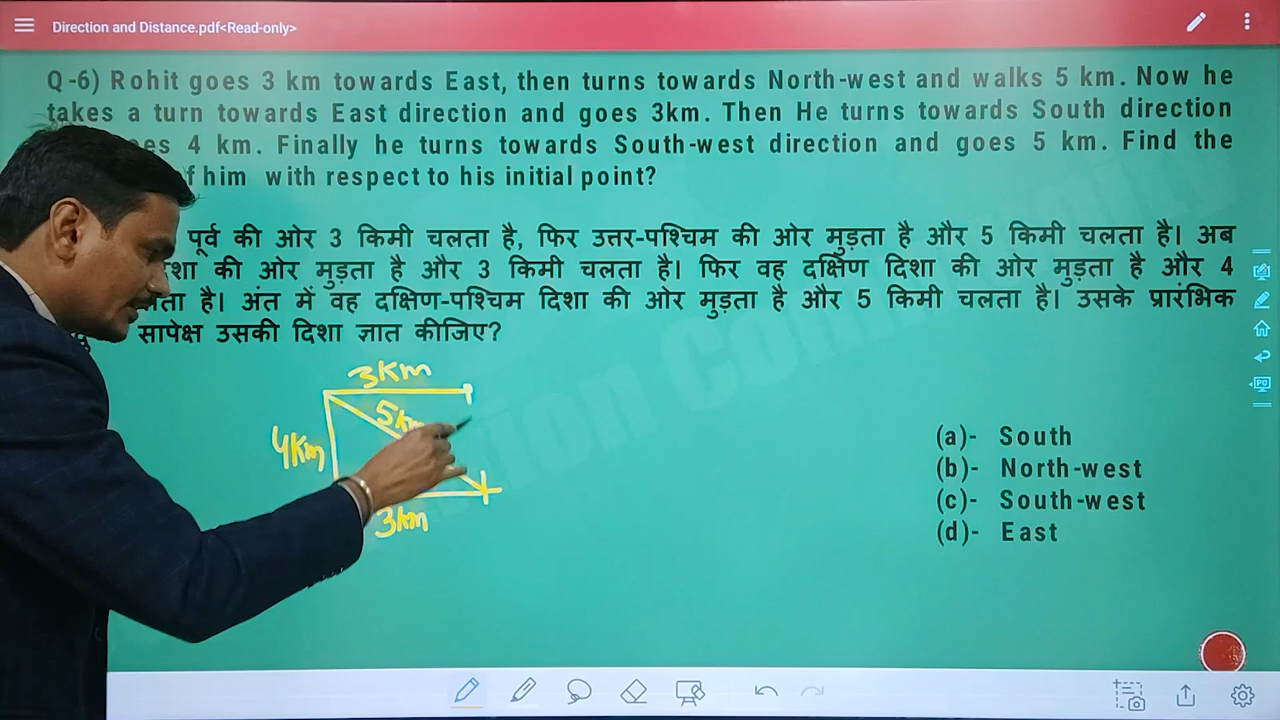 Direction and Distance.pdf<Read-only>
Q-6) Rohit goes 3 km towards East, then turns towards North-west and walks 5 km. Now he
takes a turn towards East direction and goes 3km. Then He turns towards South direction
es 4 km. Finally he turns towards South-west direction and goes 5 km. Find the
f him with respect to his initial point?
पूर्व की ओर 3 किमी चलता है, फिर उत्तर-पश्चिम की ओर मुड़ता है और 5 किमी चलता है। अब
शा की ओर मुड़ता है और 3 किमी चलता है। फिर वह दक्षिण दिशा की ओर मुड़ता है और 4
ता है। अंत में वह दक्षिण-पश्चिम दिशा की ओर मुड़ता है और 5 किमी चलता है। उसके प्रारंभिक
सापेक्ष उसकी दिशा ज्ञात कीजिए?
3km
5km
4km
3km
(a)- South
(b)- North-west
(c)- South-west
(d)- East